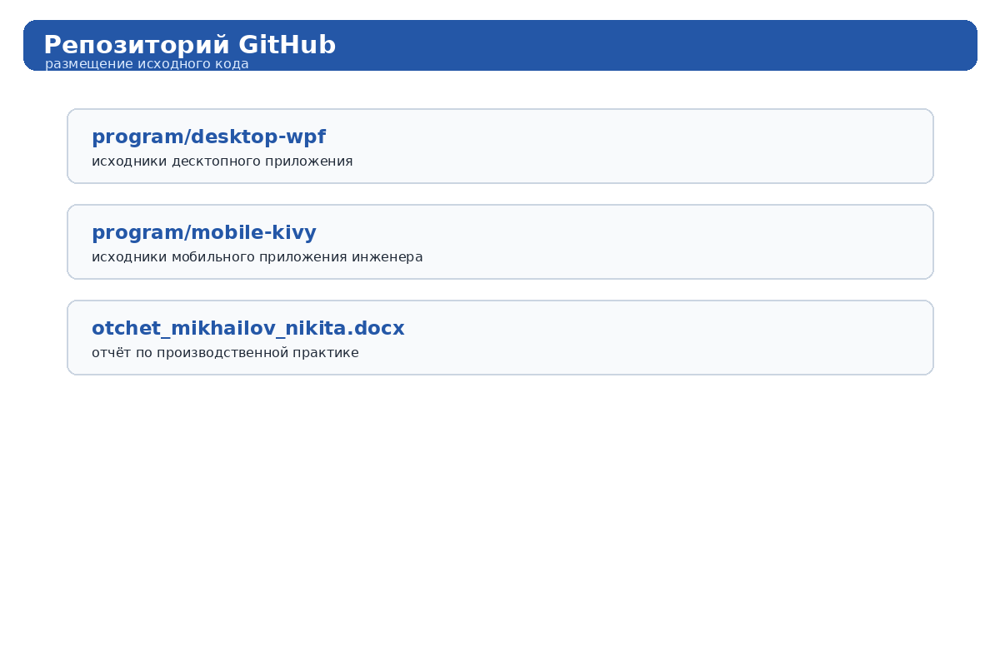 Репозиторий GitHub
размещение исходного кода
program/desktop-wpf
исходники десктопного приложения
program/mobile-kivy
исходники мобильного приложения инженера
otchet_mikhailov_nikita.docx
отчёт по производственной практике